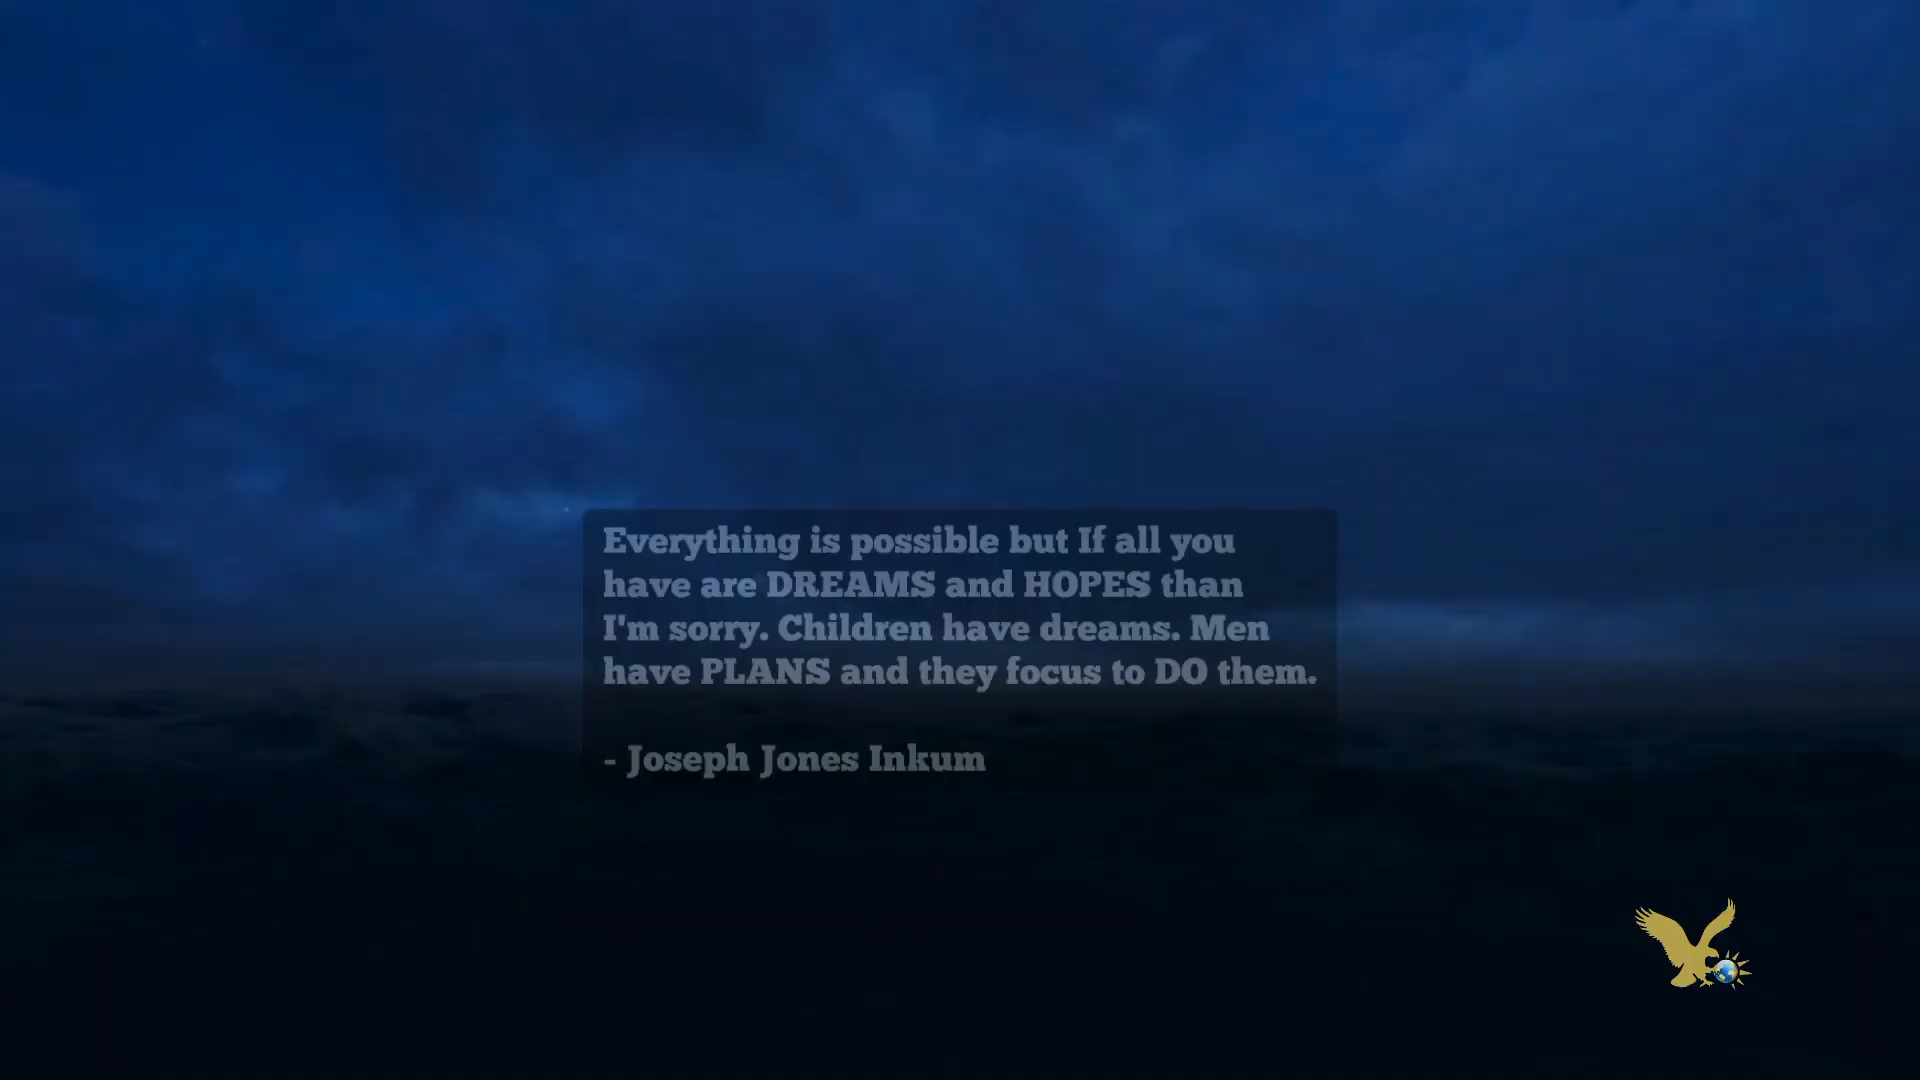 Everything is possible but If all you
have are DREAMS and HOPES than
I'm sorry. Children have dreams. Men
have PLANS and they focus to DO them.
- Joseph Jones Inkum